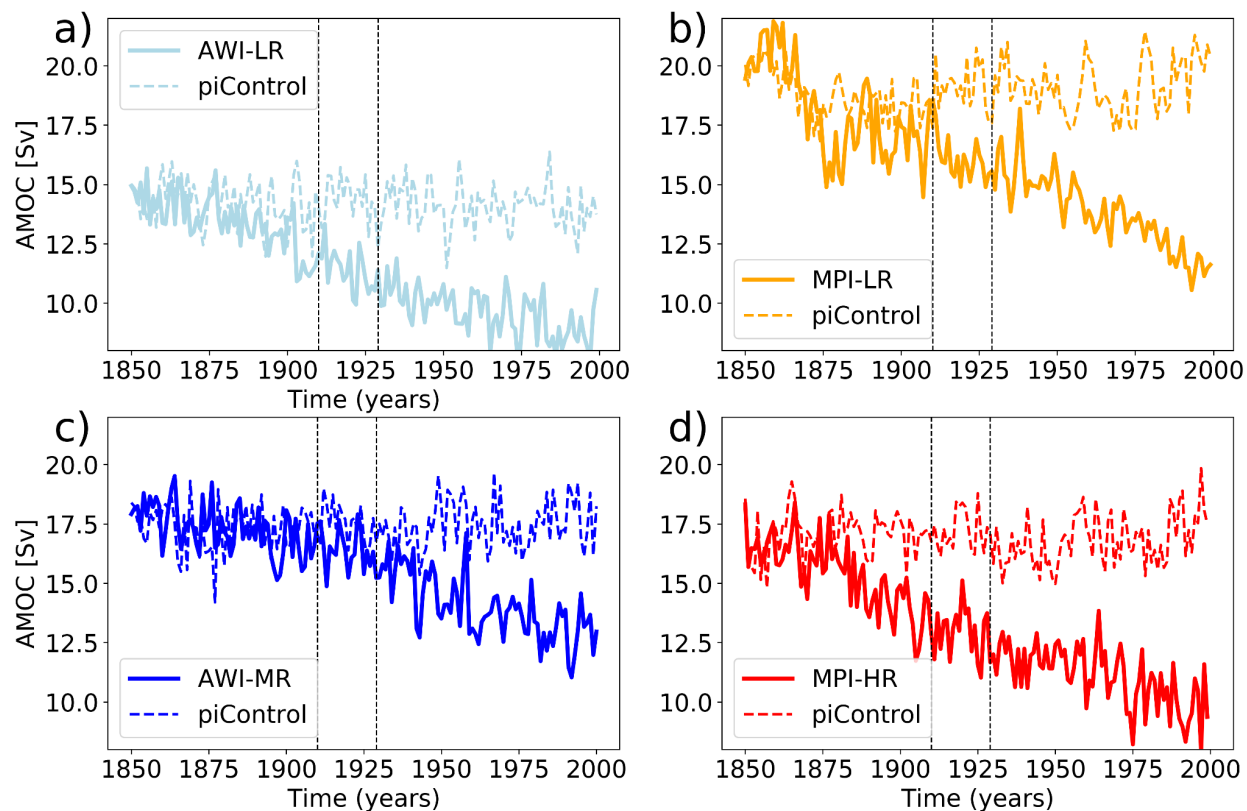 a)
AWI-LR
piControl
AMOC [Sv]
20.0
17.5
15.0
12.5
10.0
1850 1875 1900 1925 1950 1975 2000
Time (years)
b)
MPI-LR
piControl
20.0
17.5
15.0
12.5
10.0
1850 1875 1900 1925 1950 1975 2000
c)
AWI-MR
piControl
AMOC [Sv]
20.0
17.5
15.0
12.5
10.0
1850 1875 1900 1925 1950 1975 2000
Time (years)
d)
MPI-HR
piControl
20.0
17.5
15.0
12.5
10.0
1850 1875 1900 1925 1950 1975 2000
Time (years)